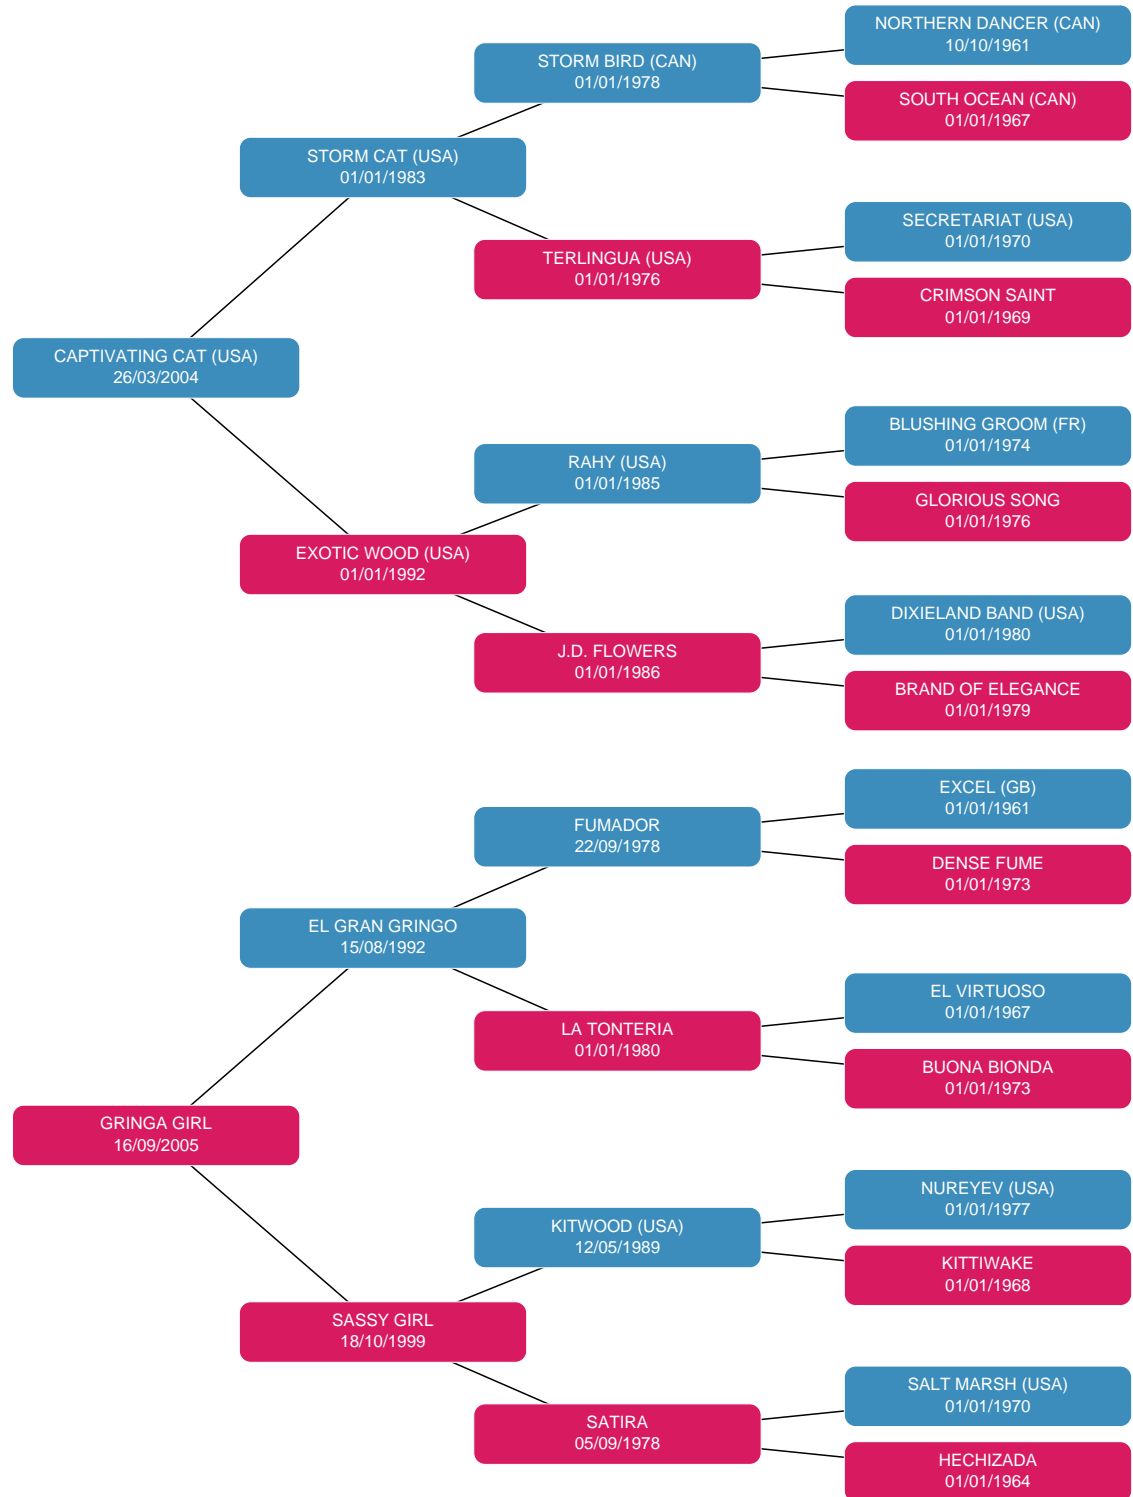 NORTHERN DANCER (CAN)
10/10/1961
STORM BIRD (CAN)
01/01/1978
SOUTH OCEAN (CAN)
01/01/1967
STORM CAT (USA)
01/01/1983
SECRETARIAT (USA)
01/01/1970
TERLINGUA (USA)
01/01/1976
CRIMSON SAINT
01/01/1969
CAPTIVATING CAT (USA)
26/03/2004
BLUSHING GROOM (FR)
01/01/1974
RAHY (USA)
01/01/1985
GLORIOUS SONG
01/01/1976
EXOTIC WOOD (USA)
01/01/1992
DIXIELAND BAND (USA)
01/01/1980
J.D. FLOWERS
01/01/1986
BRAND OF ELEGANCE
01/01/1979
EXCEL (GB)
01/01/1961
FUMADOR
22/09/1978
DENSE FUME
01/01/1973
EL GRAN GRINGO
15/08/1992
EL VIRTUOSO
01/01/1967
LA TONTERIA
01/01/1980
BUONA BIONDA
01/01/1973
GRINGA GIRL
16/09/2005
NUREYEV (USA)
01/01/1977
KITWOOD (USA)
12/05/1989
KITTIWAKE
01/01/1968
SASSY GIRL
18/10/1999
SALT MARSH (USA)
01/01/1970
SATIRA
05/09/1978
HECHIZADA
01/01/1964